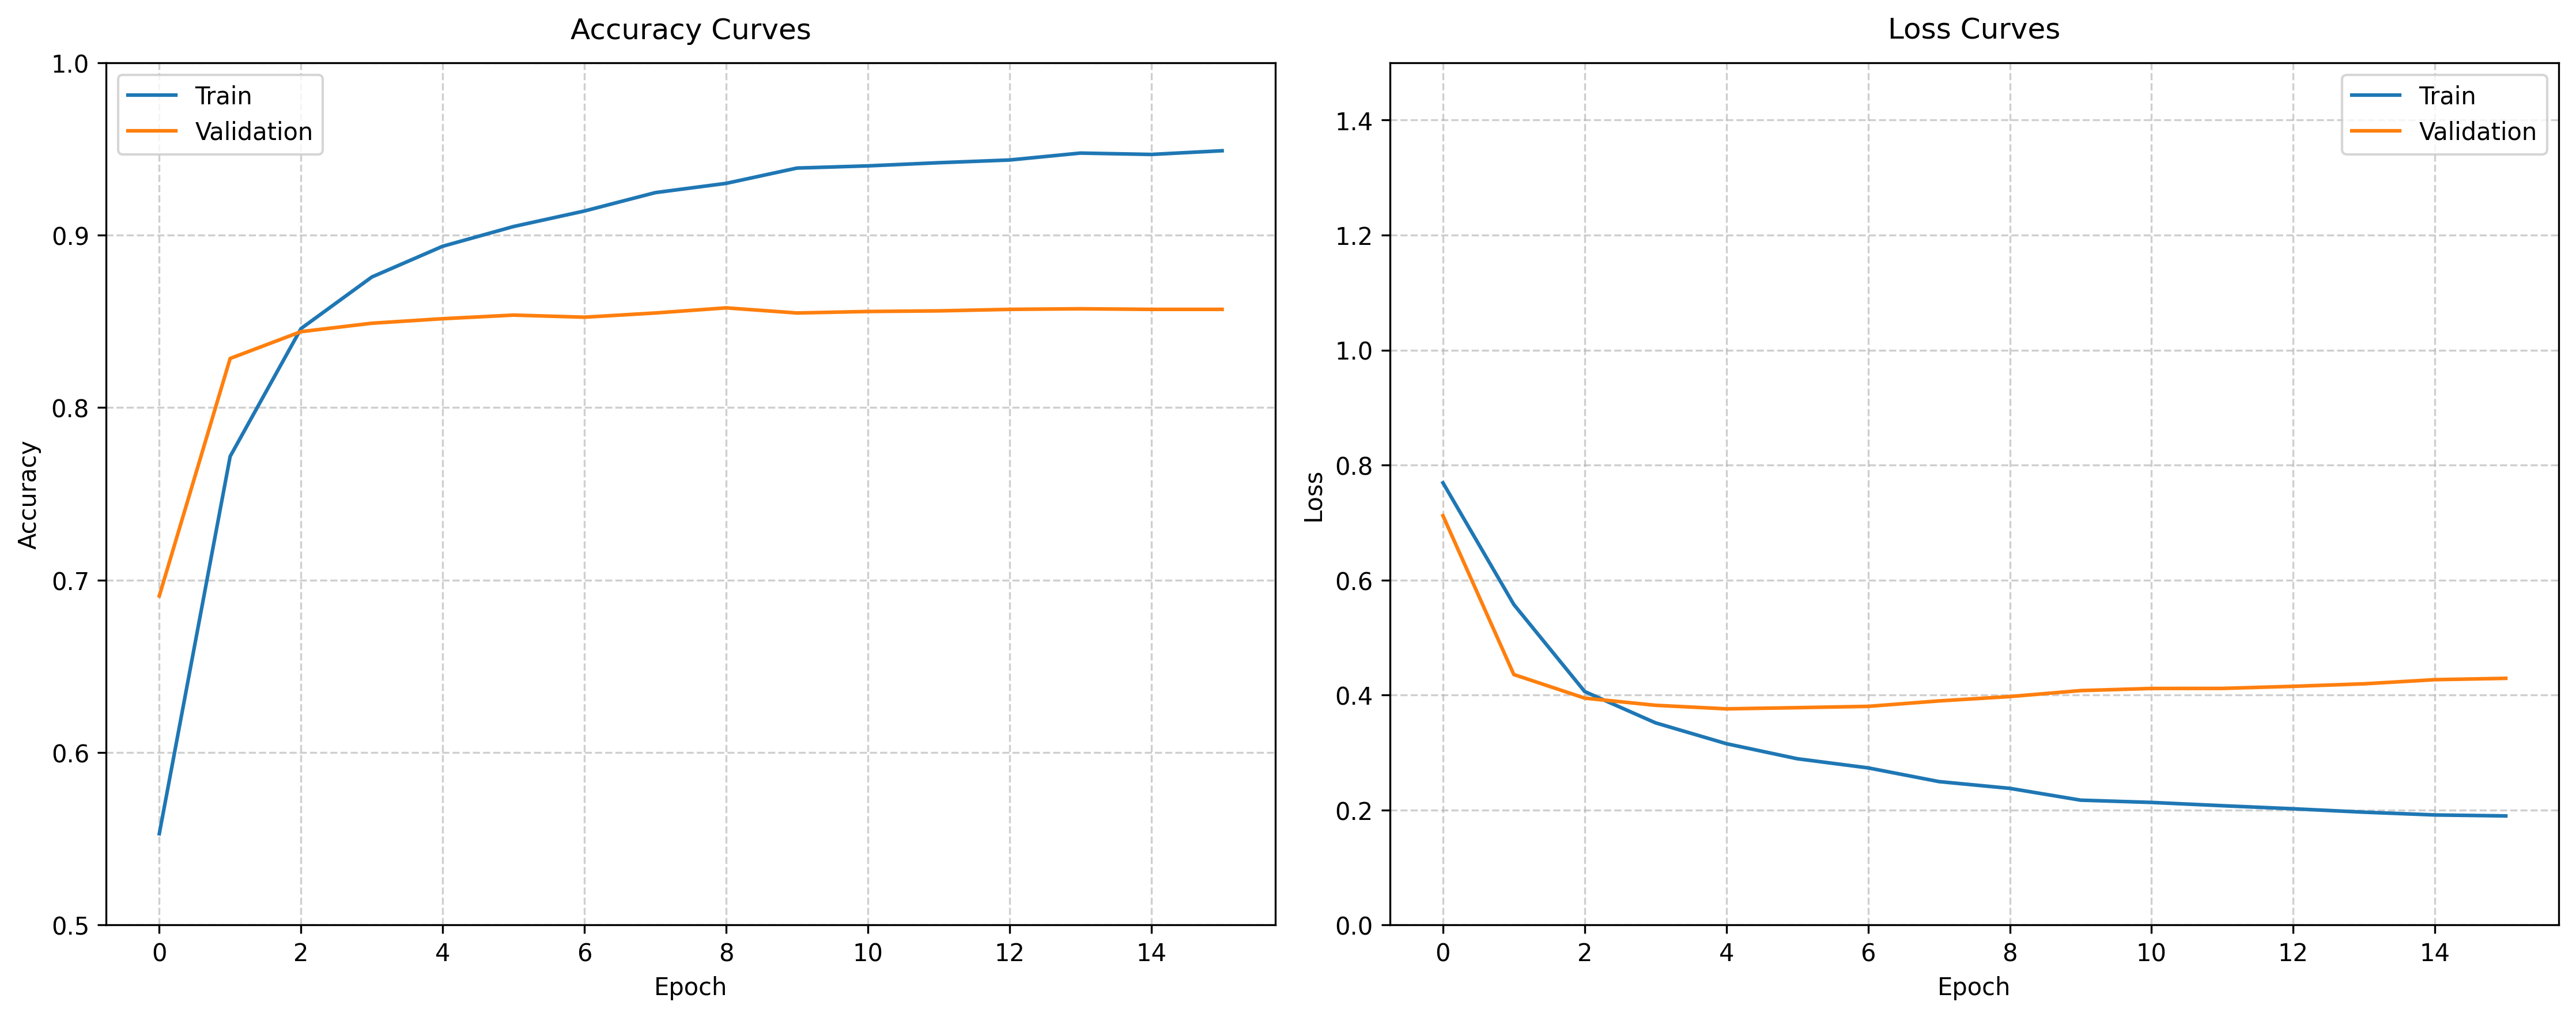 Accuracy Curves
Train
Validation
1.0
0.9
0.8
0.7
0.6
0.5
Accuracy
0 2 4 6 8 10 12 14
Epoch
Loss Curves
Train
Validation
1.4
1.2
1.0
0.8
0.6
0.4
0.2
0.0
Loss
0 2 4 6 8 10 12 14
Epoch